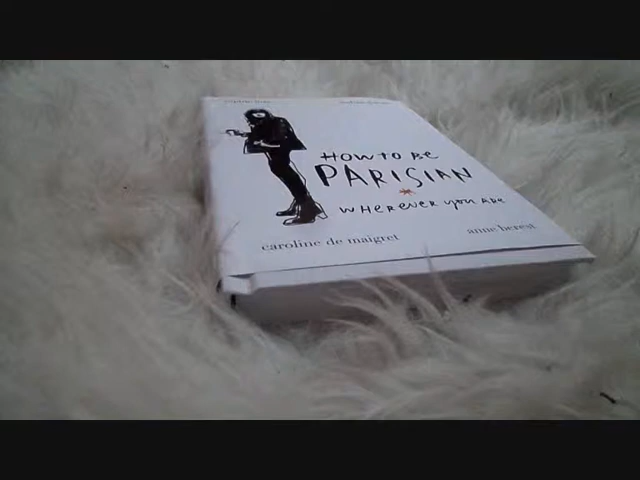 HOW TO BE
PARISIAN
WHEREVER YOU ARE
caroline de maigret
anne berest